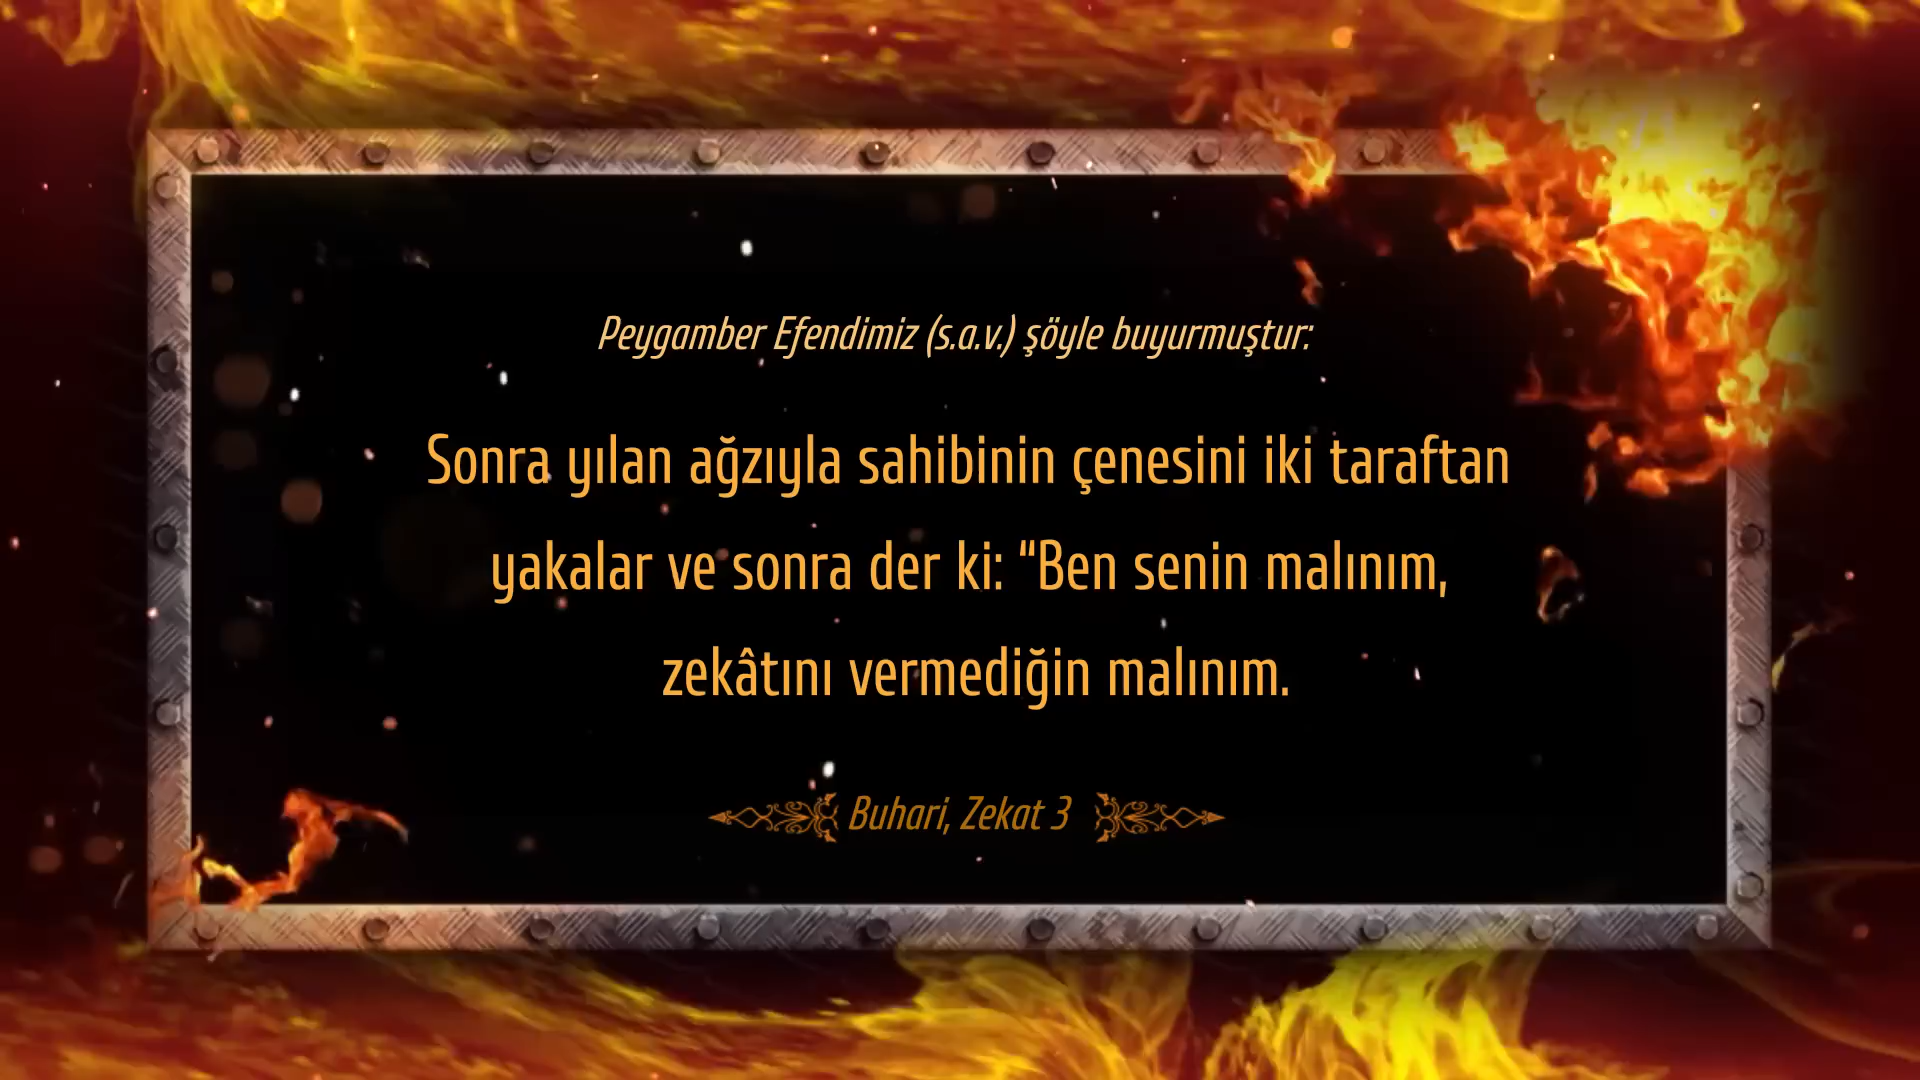 Peygamber Efendimiz (s.a.v.) şöyle buyurmuştur:
Sonra yılan ağzıyla sahibinin çenesini iki taraftan
yakalar ve sonra der ki: “Ben senin malınım,
zekâtını vermediğin malınım.
Buhari, Zekat 3